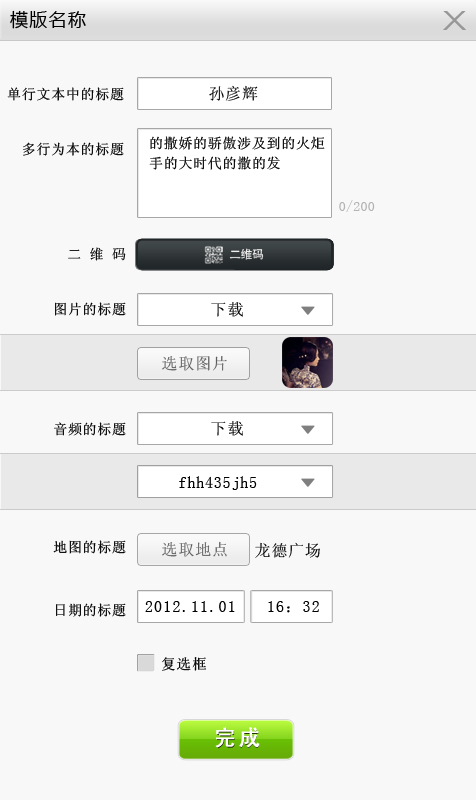 模版名称
单行文本中的标题 孙彦辉
多行为本的标题 的撒娇的骄傲涉及到的火炬
手的大时代的撒的发
0/200
二 维 码 二维码
图片的标题 下载
选取图片
音频的标题 下载
fhh435jh5
地图的标题 选取地点 龙德广场
日期的标题 2012.11.01 16：32
复选框
完成